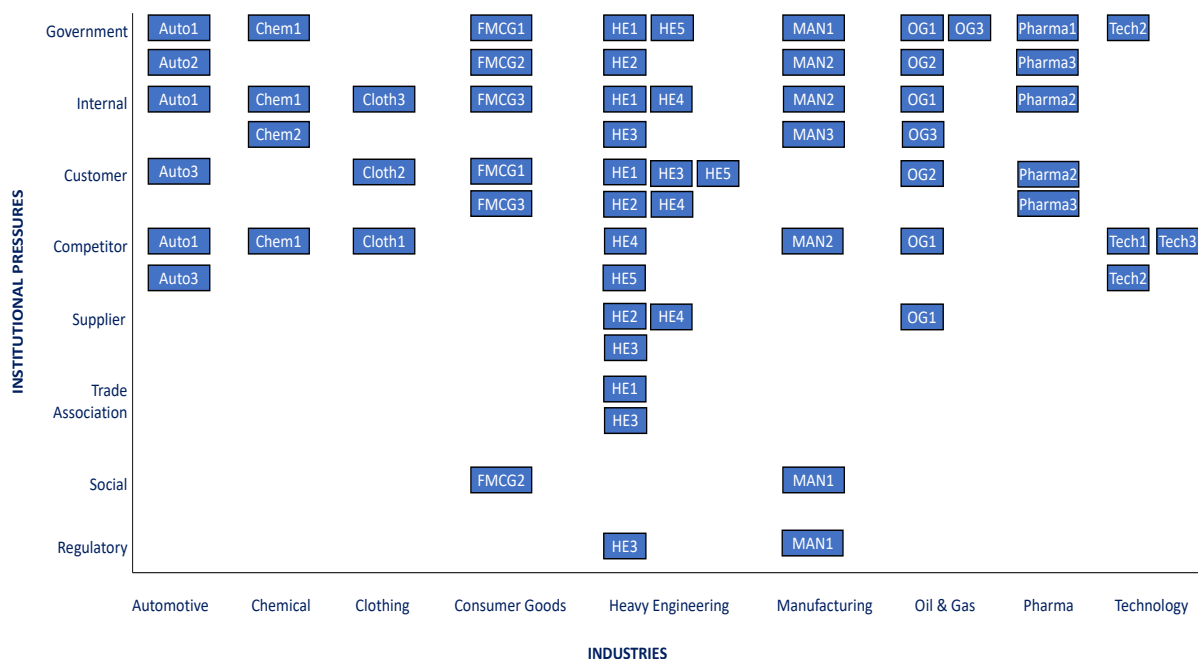 Government Auto1 Chem1 FMCG1 HE1 HE5 MAN1 OG1 OG3 Pharma1 Tech2
Auto2 FMCG2 HE2 MAN2 OG2 Pharma3
Internal Auto1 Chem1 Cloth3 FMCG3 HE1 HE4 MAN2 OG1 Pharma2
Chem2 HE3 MAN3 OG3
Customer Auto3 Cloth2 FMCG1 HE1 HE3 HE5 OG2 Pharma2
FMCG3 HE2 HE4 Pharma3
Competitor Auto1 Chem1 Cloth1 HE4 MAN2 OG1 Tech1 Tech3
Auto3 HE5 Tech2
Supplier HE2 HE4 OG1
HE3
Trade HE1
Association HE3
Social FMCG2 MAN1
Regulatory HE3 MAN1
INSTITUTIONAL PRESSURES
Automotive Chemical Clothing Consumer Goods Heavy Engineering Manufacturing Oil & Gas Pharma Technology
INDUSTRIES